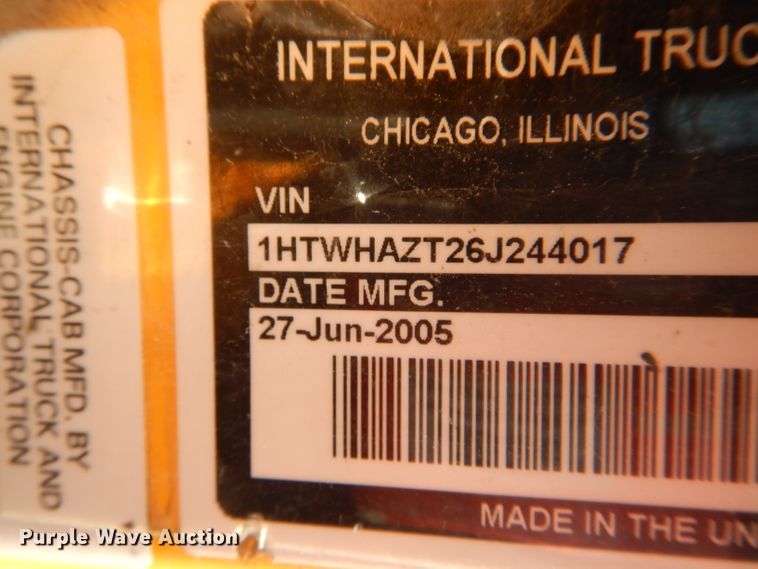 INTERNATIONAL TRUC
CHICAGO, ILLINOIS
VIN
1HTWHAZT26J244017
DATE MFG.
27-Jun-2005
MADE IN THE UN
CHASSIS-CAB MFD. BY
INTERNATIONAL TRUCK AND
ENGINE CORPORATION
Purple Wave Auction